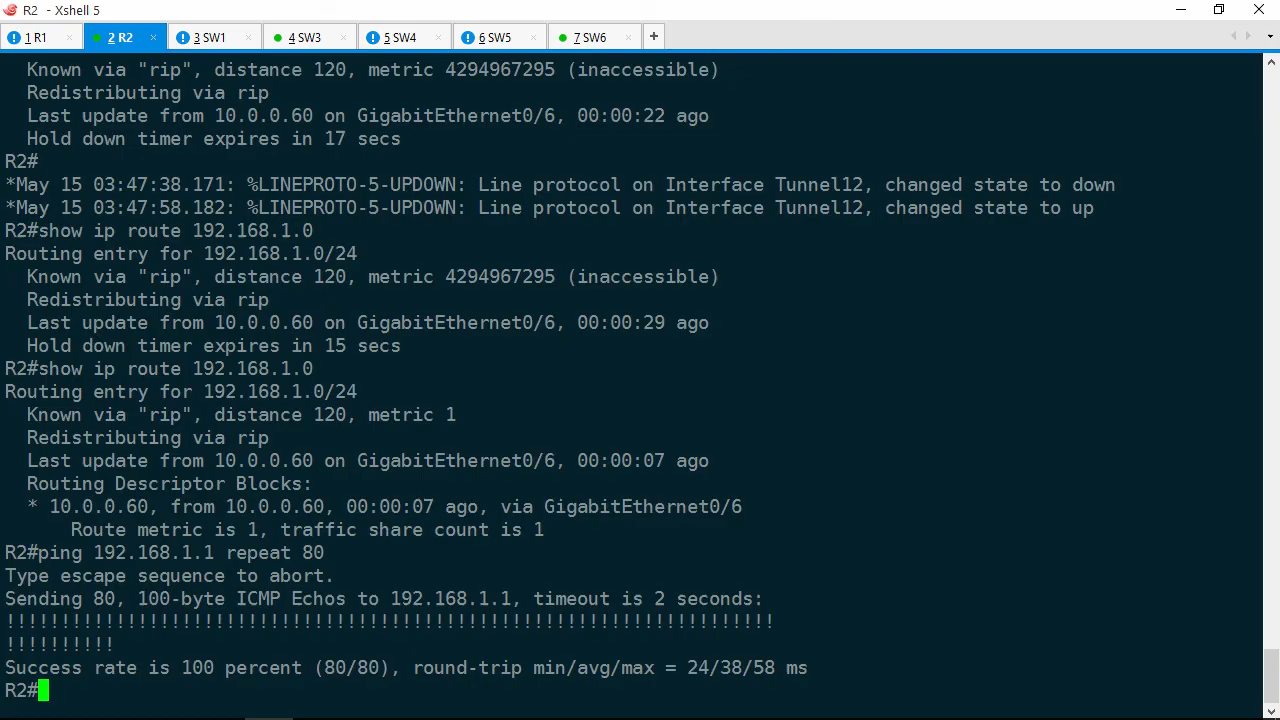 R2 - Xshell 5
1 R1 × 2 R2 × 3 SW1 × 4 SW3 × 5 SW4 × 6 SW5 × 7 SW6 × +
Known via "rip", distance 120, metric 4294967295 (inaccessible)
Redistributing via rip
Last update from 10.0.0.60 on GigabitEthernet0/6, 00:00:22 ago
Hold down timer expires in 17 secs
R2#
*May 15 03:47:38.171: %LINEPROTO-5-UPDOWN: Line protocol on Interface Tunnel12, changed state to down
*May 15 03:47:58.182: %LINEPROTO-5-UPDOWN: Line protocol on Interface Tunnel12, changed state to up
R2#show ip route 192.168.1.0
Routing entry for 192.168.1.0/24
Known via "rip", distance 120, metric 4294967295 (inaccessible)
Redistributing via rip
Last update from 10.0.0.60 on GigabitEthernet0/6, 00:00:29 ago
Hold down timer expires in 15 secs
R2#show ip route 192.168.1.0
Routing entry for 192.168.1.0/24
Known via "rip", distance 120, metric 1
Redistributing via rip
Last update from 10.0.0.60 on GigabitEthernet0/6, 00:00:07 ago
Routing Descriptor Blocks:
* 10.0.0.60, from 10.0.0.60, 00:00:07 ago, via GigabitEthernet0/6
Route metric is 1, traffic share count is 1
R2#ping 192.168.1.1 repeat 80
Type escape sequence to abort.
Sending 80, 100-byte ICMP Echos to 192.168.1.1, timeout is 2 seconds:
!!!!!!!!!!!!!!!!!!!!!!!!!!!!!!!!!!!!!!!!!!!!!!!!!!!!!!!!!!!!!!!!!!!!!!
!!!!!!!!!!
Success rate is 100 percent (80/80), round-trip min/avg/max = 24/38/58 ms
R2#